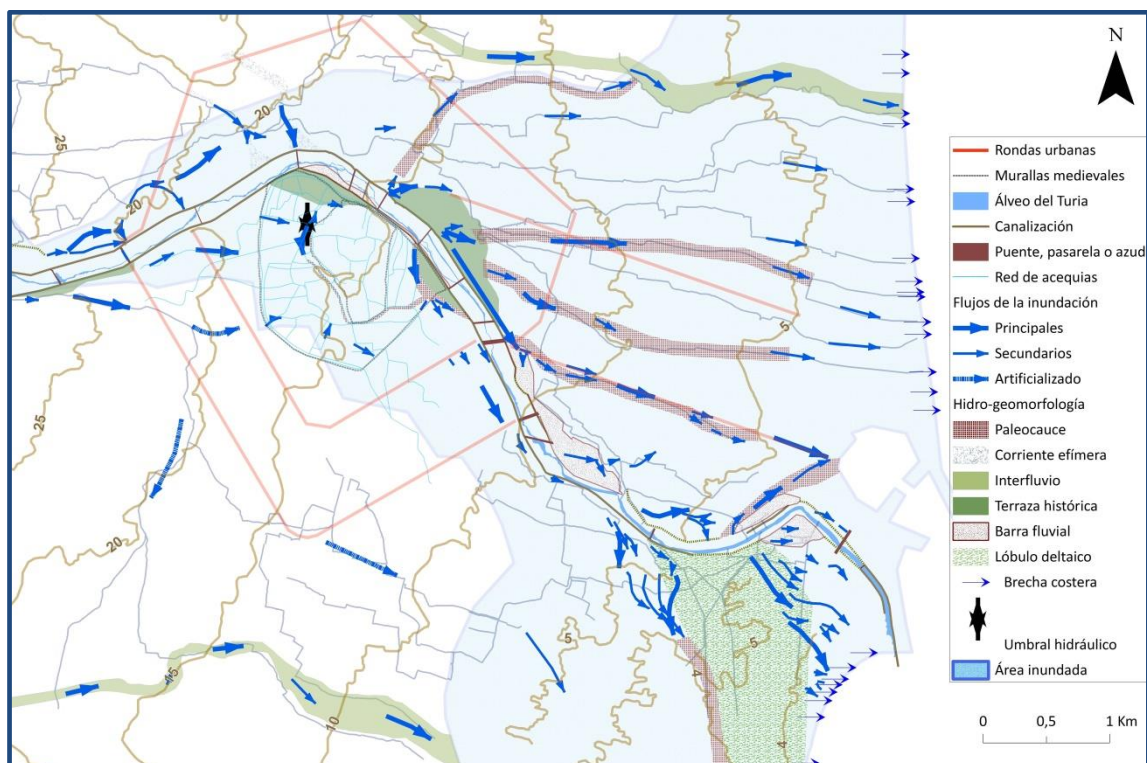 N
Rondas urbanas
Murallas medievales
Álveo del Turia
Canalización
Puente, pasarela o azud
Red de acequias
Flujos de la inundación
Principales
Secundarios
Artificializado
Hidro-geomorfología
Paleocauce
Corriente efímera
Interfluvio
Terraza histórica
Barra fluvial
Lóbulo deltaico
Brecha costera
Umbral hidráulico
Área inundada
0 0,5 1 Km
25
20
20
20
25
20
15
10
5
5
5
4
4